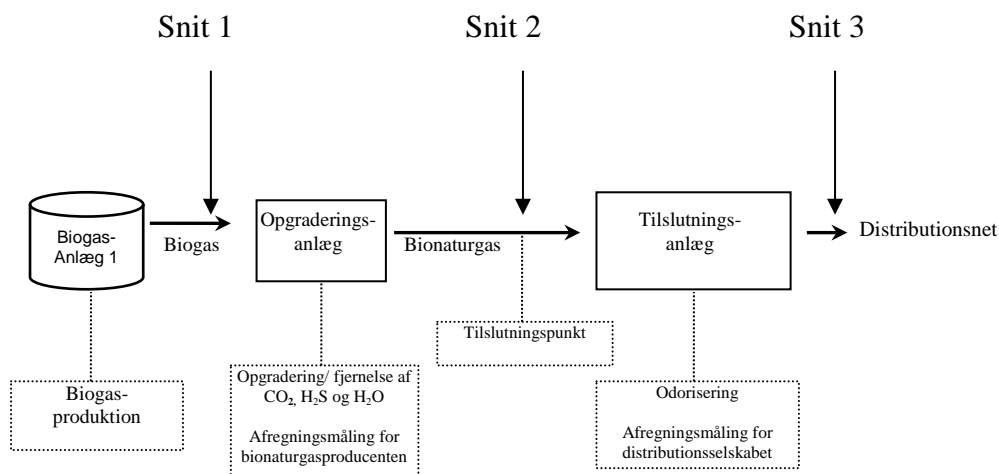 Snit 1
Snit 2
Snit 3
Biogas-
Anlæg 1
Biogas
Opgraderings-
anlæg
Bionaturgas
Tilslutnings-
anlæg
Distributionsnet
Tilslutningspunkt
Biogas-
produktion
Opgradering/ fjernelse af
CO₂, H₂S og H₂O
Afregningsmåling for
bionaturgasproducenten
Odorisering
Afregningsmåling for
distributionsselskabet